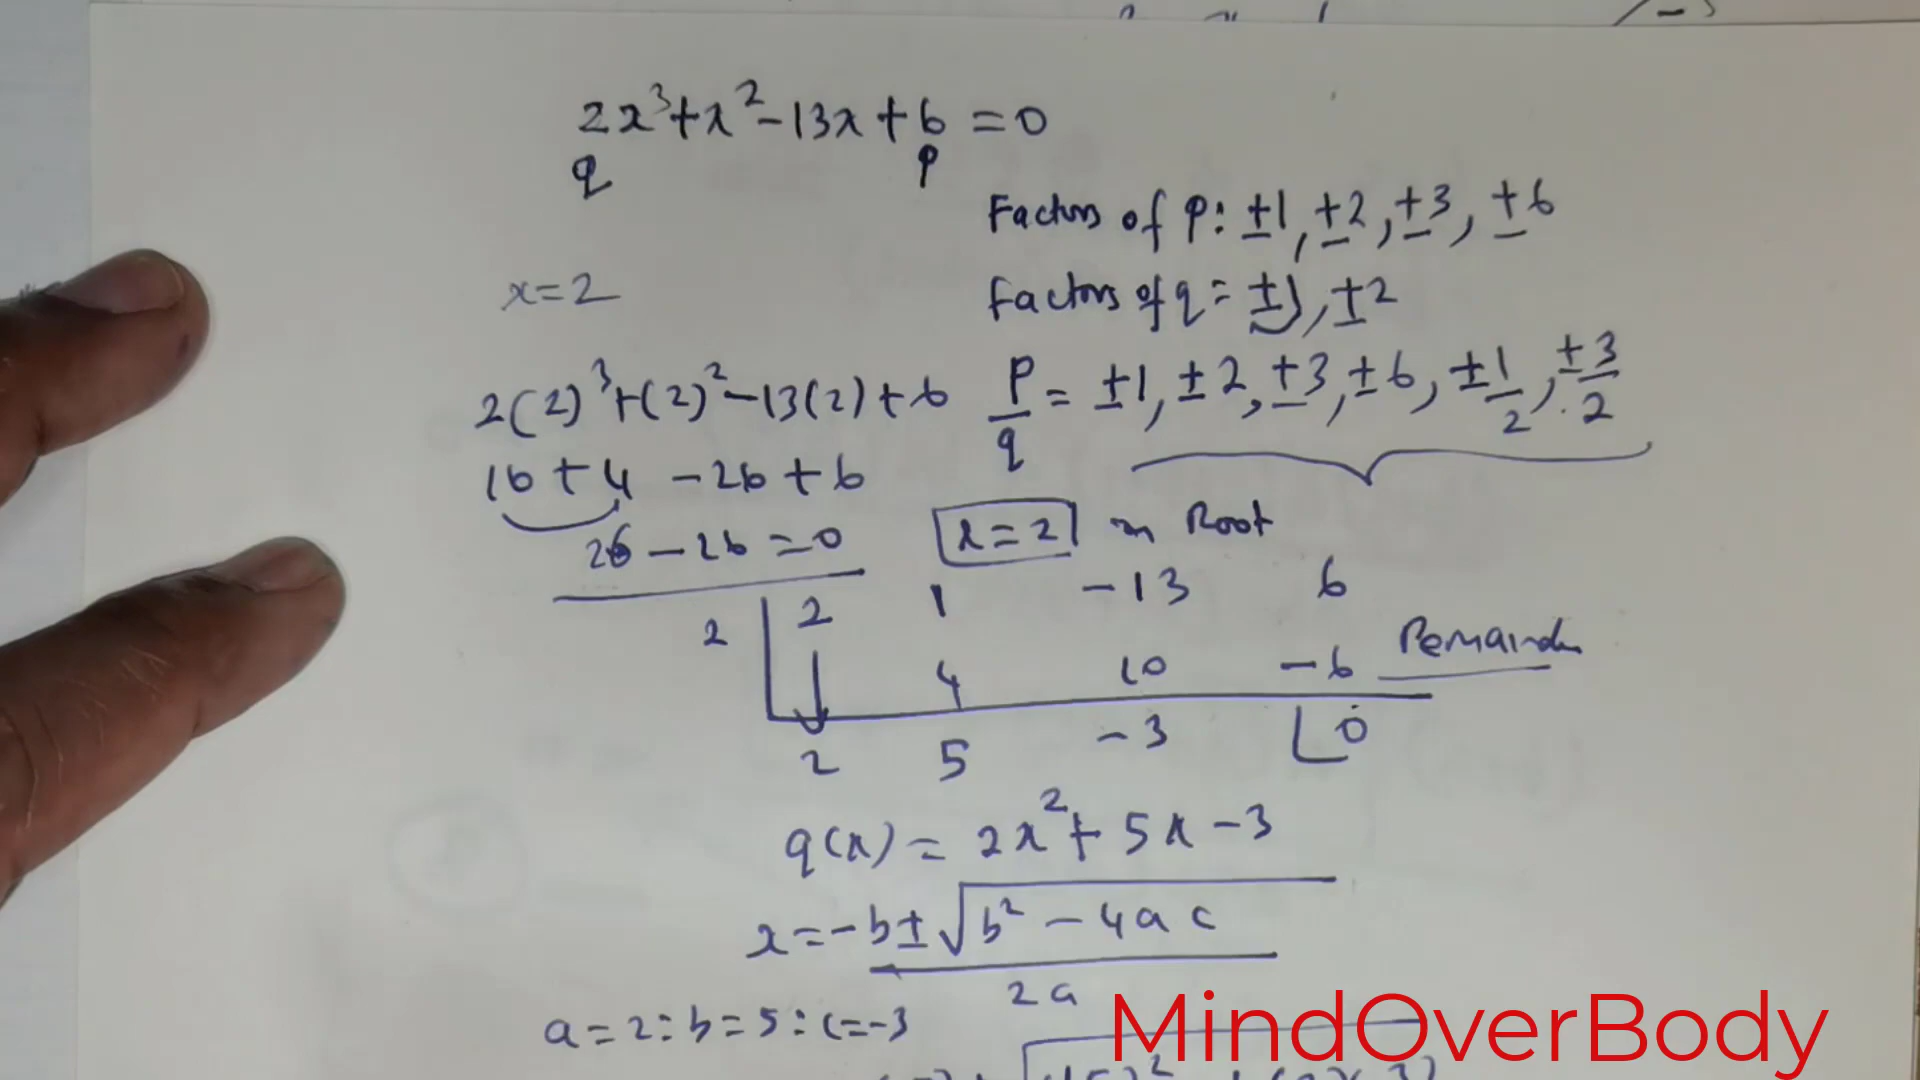 2x³+x²-13x+6 =0
q p
Factors of P: ±1, ±2, ±3, ±6
x=2
Factors of q = ±1, ±2
2(2)³+(2)²-13(2)+6
P/q = ±1, ±2, ±3, ±6, ±1/2, ±3/2
16+4 -26+6
26-26=0
x=2 Root
2 | 2 1 -13 6
4 10 -6
2 5 -3 |0
q(x) = 2x²+5x-3
x=-b±√b²-4ac
2a
a=2: b=5: c=-3
MindOverBody